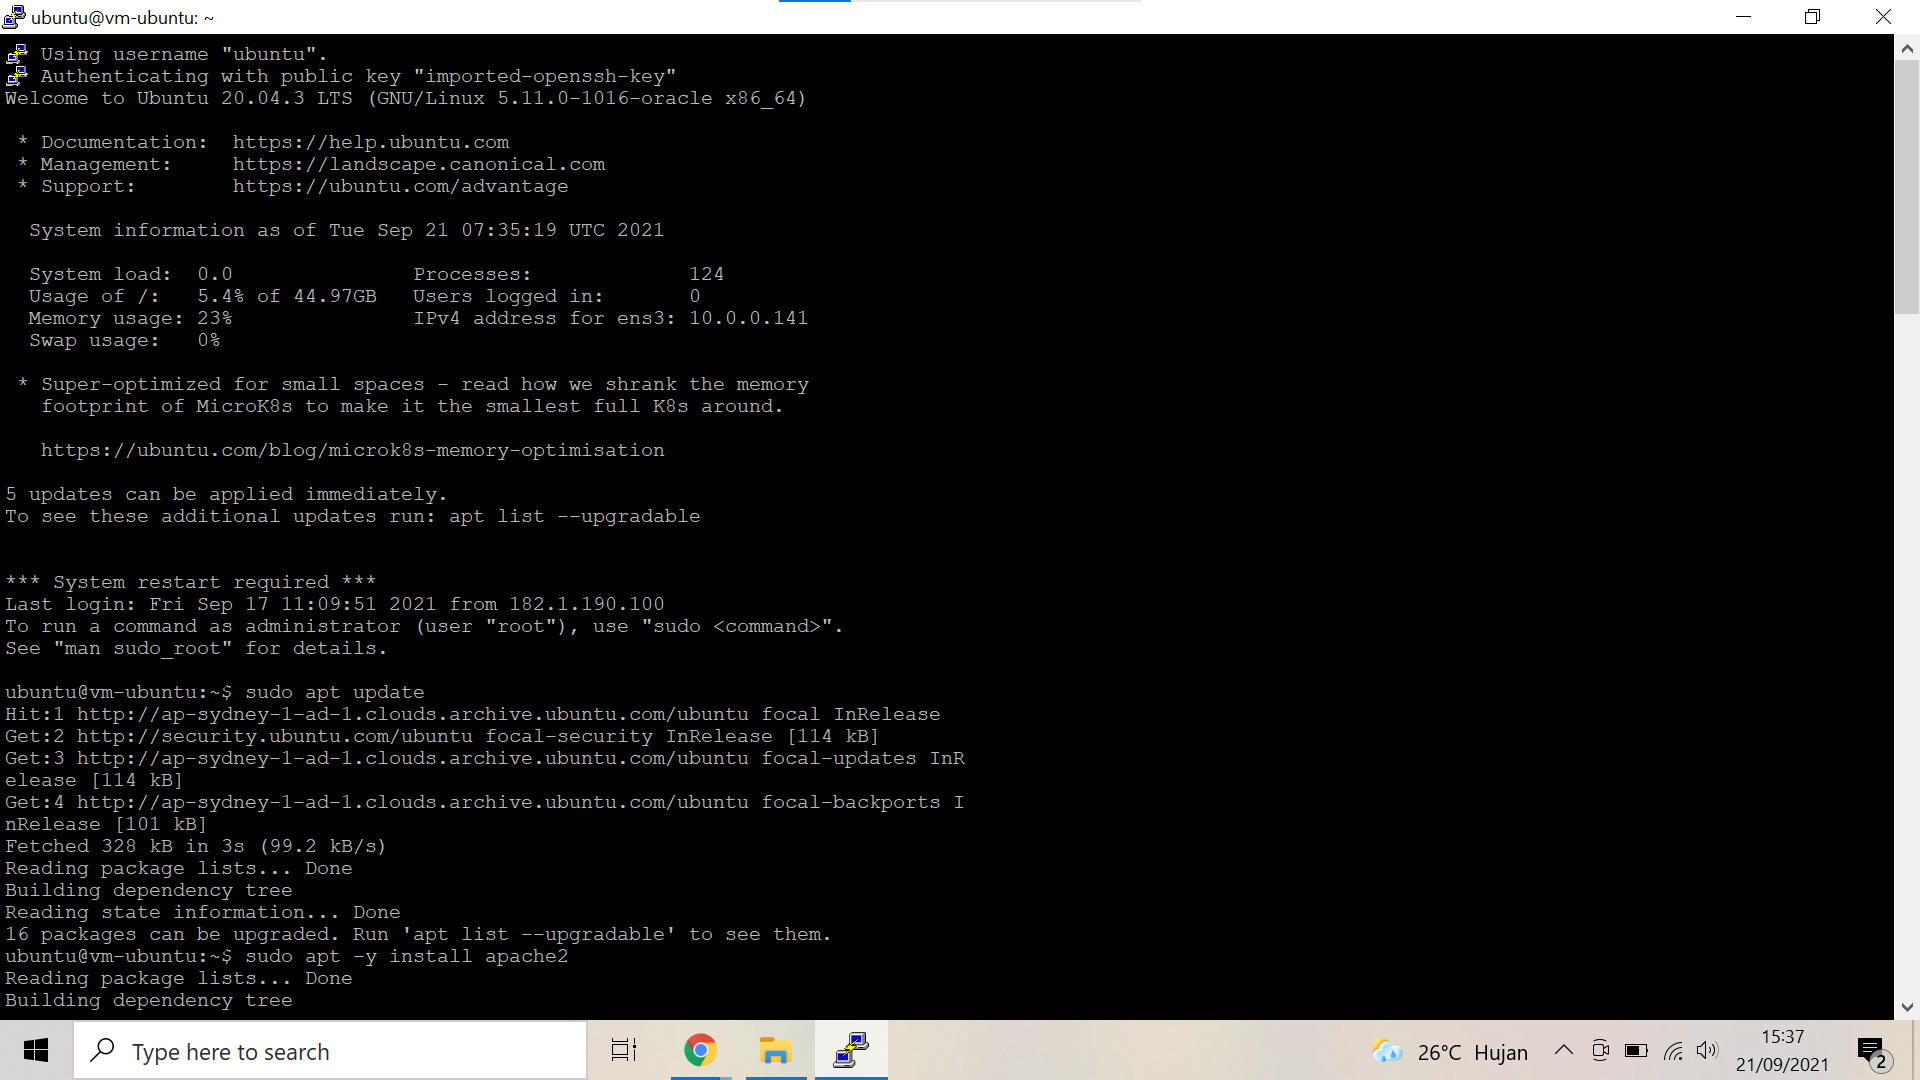 ubuntu@vm-ubuntu: ~
Using username "ubuntu".
Authenticating with public key "imported-openssh-key"
Welcome to Ubuntu 20.04.3 LTS (GNU/Linux 5.11.0-1016-oracle x86_64)
* Documentation:  https://help.ubuntu.com
* Management:     https://landscape.canonical.com
* Support:        https://ubuntu.com/advantage
System information as of Tue Sep 21 07:35:19 UTC 2021
System load:  0.0               Processes:             124
Usage of /:   5.4% of 44.97GB   Users logged in:       0
Memory usage: 23%               IPv4 address for ens3: 10.0.0.141
Swap usage:   0%
* Super-optimized for small spaces - read how we shrank the memory
footprint of MicroK8s to make it the smallest full K8s around.
https://ubuntu.com/blog/microk8s-memory-optimisation
5 updates can be applied immediately.
To see these additional updates run: apt list --upgradable
*** System restart required ***
Last login: Fri Sep 17 11:09:51 2021 from 182.1.190.100
To run a command as administrator (user "root"), use "sudo <command>".
See "man sudo_root" for details.
ubuntu@vm-ubuntu:~$ sudo apt update
Hit:1 http://ap-sydney-1-ad-1.clouds.archive.ubuntu.com/ubuntu focal InRelease
Get:2 http://security.ubuntu.com/ubuntu focal-security InRelease [114 kB]
Get:3 http://ap-sydney-1-ad-1.clouds.archive.ubuntu.com/ubuntu focal-updates InR
elease [114 kB]
Get:4 http://ap-sydney-1-ad-1.clouds.archive.ubuntu.com/ubuntu focal-backports I
nRelease [101 kB]
Fetched 328 kB in 3s (99.2 kB/s)
Reading package lists... Done
Building dependency tree
Reading state information... Done
16 packages can be upgraded. Run 'apt list --upgradable' to see them.
ubuntu@vm-ubuntu:~$ sudo apt -y install apache2
Reading package lists... Done
Building dependency tree
Type here to search
26°C Hujan
15:37
21/09/2021
2